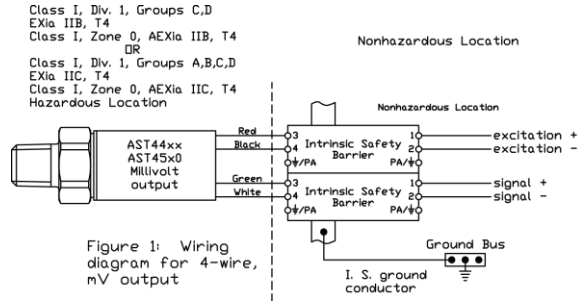 Class I, Div. 1, Groups C,D
EXia IIB, T4
Class I, Zone 0, AEXia IIB, T4
OR
Class I, Div. 1, Groups A,B,C,D
EXia IIC, T4
Class I, Zone 0, AEXia IIC, T4
Hazardous Location
Nonhazardous Location
Nonhazardous Location
AST44xx
AST45x0
Millivolt
output
Red
Black
Green
White
3
4
/PA
Intrinsic Safety
Barrier
1
2
PA/
3
4
/PA
Intrinsic Safety
Barrier
1
2
PA/
excitation +
excitation -
signal +
signal -
Figure 1: Wiring
diagram for 4-wire,
mV output
I. S. ground
conductor
Ground Bus